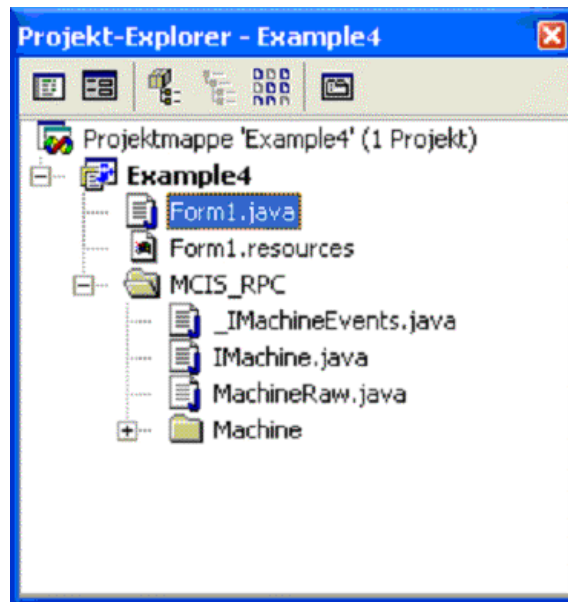 Projekt-Explorer - Example4
Projektmappe 'Example4' (1 Projekt)
Example4
Form1.java
Form1.resources
MCIS_RPC
_IMachineEvents.java
IMachine.java
MachineRaw.java
Machine